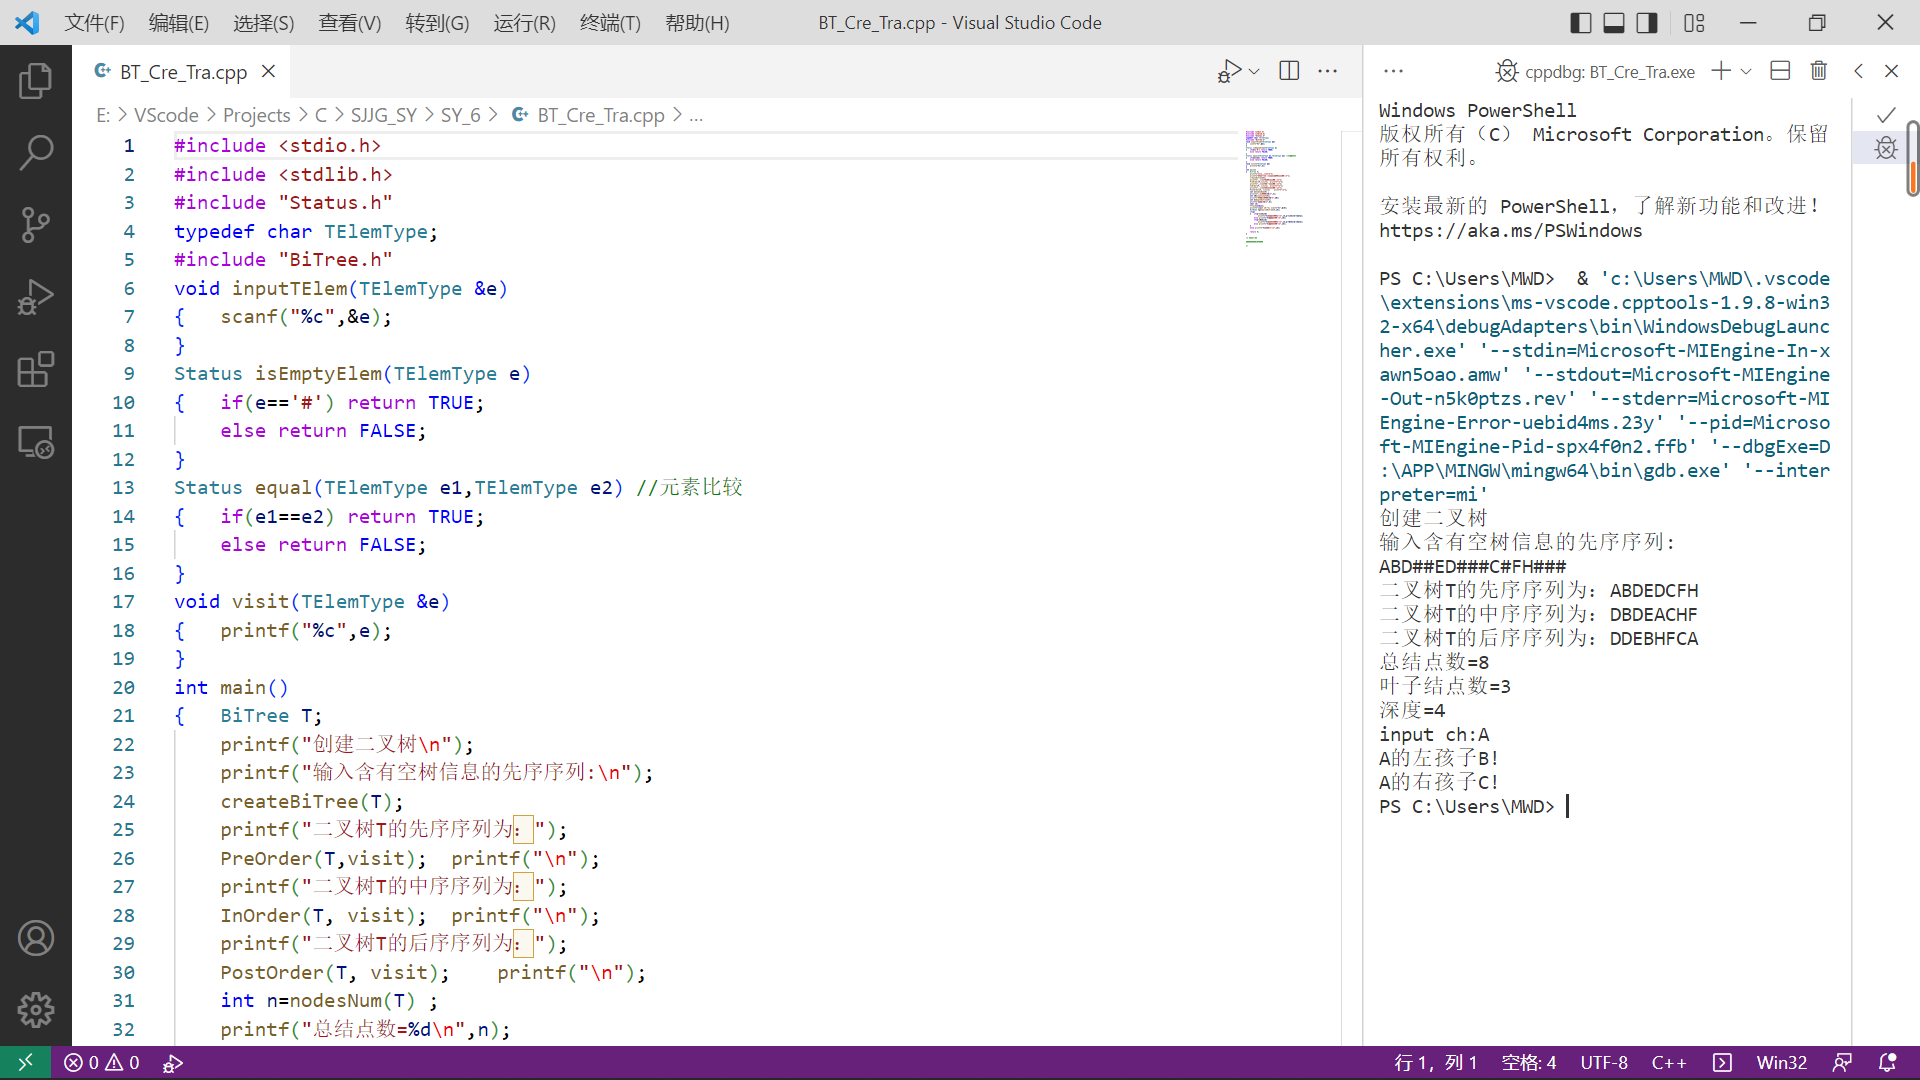 文件(F) 编辑(E) 选择(S) 查看(V) 转到(G) 运行(R) 终端(T) 帮助(H) BT_Cre_Tra.cpp - Visual Studio Code
BT_Cre_Tra.cpp
E: > VScode > Projects > C > SJJG_SY > SY_6 > BT_Cre_Tra.cpp > ...
1 #include <stdio.h>
2 #include <stdlib.h>
3 #include "Status.h"
4 typedef char TElemType;
5 #include "BiTree.h"
6 void inputTElem(TElemType &e)
7 { scanf("%c",&e);
8 }
9 Status isEmptyElem(TElemType e)
10 { if(e=='#') return TRUE;
11 else return FALSE;
12 }
13 Status equal(TElemType e1,TElemType e2) //元素比较
14 { if(e1==e2) return TRUE;
15 else return FALSE;
16 }
17 void visit(TElemType &e)
18 { printf("%c",e);
19 }
20 int main()
21 { BiTree T;
22 printf("创建二叉树\n");
23 printf("输入含有空树信息的先序序列:\n");
24 createBiTree(T);
25 printf("二叉树T的先序序列为：");
26 PreOrder(T,visit); printf("\n");
27 printf("二叉树T的中序序列为：");
28 InOrder(T, visit); printf("\n");
29 printf("二叉树T的后序序列为：");
30 PostOrder(T, visit); printf("\n");
31 int n=nodesNum(T) ;
32 printf("总结点数=%d\n",n);
cppdbg: BT_Cre_Tra.exe
Windows PowerShell
版权所有（C） Microsoft Corporation。保留
所有权利。
安装最新的 PowerShell，了解新功能和改进！
https://aka.ms/PSWindows
PS C:\Users\MWD>  & 'c:\Users\MWD\.vscode
\extensions\ms-vscode.cpptools-1.9.8-win3
2-x64\debugAdapters\bin\WindowsDebugLaunc
her.exe' '--stdin=Microsoft-MIEngine-In-x
awn5oao.amw' '--stdout=Microsoft-MIEngine
-Out-n5k0ptzs.rev' '--stderr=Microsoft-MI
Engine-Error-uebid4ms.23y' '--pid=Microso
ft-MIEngine-Pid-spx4f0n2.ffb' '--dbgExe=D
:\APP\MINGW\mingw64\bin\gdb.exe' '--inter
preter=mi'
创建二叉树
输入含有空树信息的先序序列:
ABD##ED###C#FH###
二叉树T的先序序列为：ABDEDCFH
二叉树T的中序序列为：DBDEACHF
二叉树T的后序序列为：DDEBHFCA
总结点数=8
叶子结点数=3
深度=4
input ch:A
A的左孩子B!
A的右孩子C!
PS C:\Users\MWD>
0 0 行 1，列 1 空格: 4 UTF-8 C++ Win32